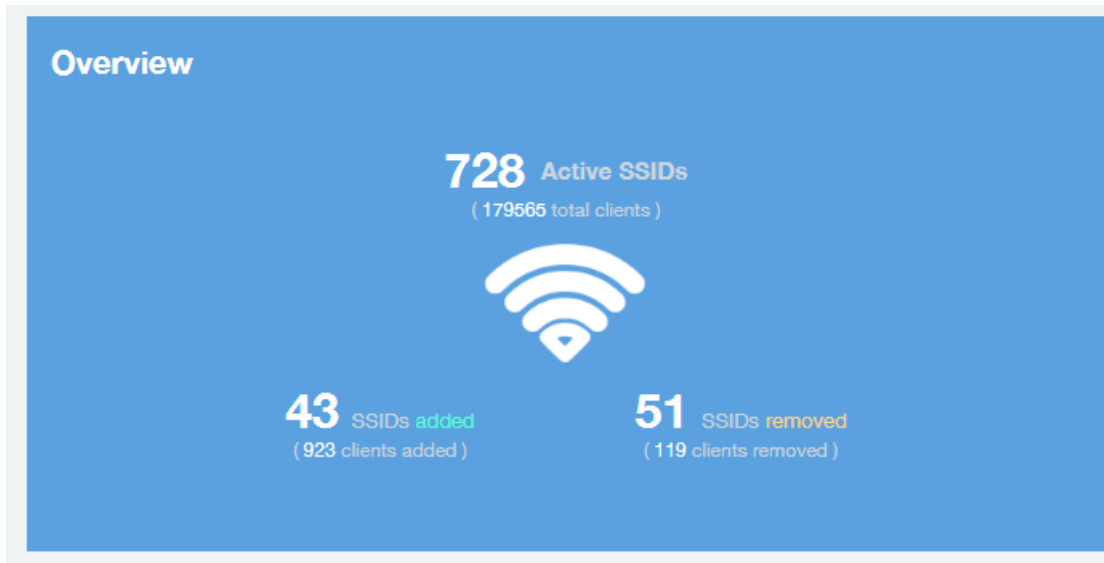 Overview
728 Active SSIDs
( 179565 total clients )
43 SSIDs added
( 923 clients added )
51 SSIDs removed
( 119 clients removed )